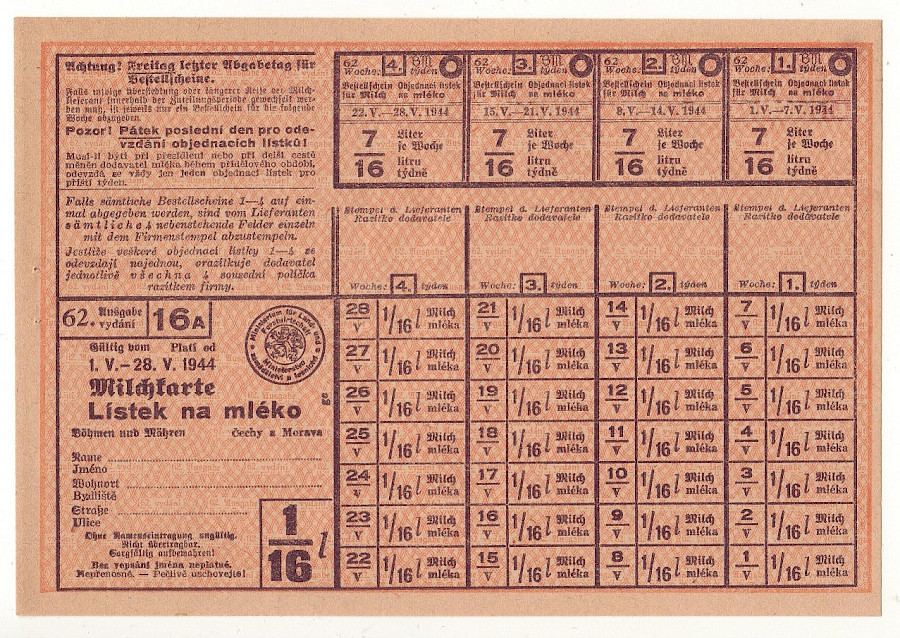 Achtung! Freitag letzter Abgabetag für
Bestellscheine.
Falls infolge Übersiedlung oder längerer Reise der Milch-
lieferant innerhalb der Zuteilungsperiode gewechselt wer-
den muß, ist jeweils nur ein Bestellschein für die folgende
Woche abzugeben.
Pozor! Pátek poslední den pro ode-
vzdání objednacích lístků!
Musí-li býti při přesídlení nebo při delší cestě
měněn dodavatel mléka během přídělového období,
odevzdá se vždy jen jeden objednací lístek pro
příští týden.
Falls sämtliche Bestellscheine 1—4 auf ein-
mal abgegeben werden, sind vom Lieferanten
sämtliche 4 nebenstehende Felder einzeln
mit dem Firmenstempel abzustempeln.
Jestliže veškeré objednací lístky 1—4 se
odevzdají najednou, orazítkuje dodavatel
jednotlivě všechna 4 sousední políčka
razítkem firmy.
62 4. BM
Woche: týden
Bestellschein Objednací lístek
für Milch na mléko
22. V.—28. V. 1944
7/16 Liter je Woche
litru týdně
62 3. BM
Woche: týden
Bestellschein Objednací lístek
für Milch na mléko
15. V.—21. V. 1944
7/16 Liter je Woche
litru týdně
62 2. BM
Woche: týden
Bestellschein Objednací lístek
für Milch na mléko
8. V.—14. V. 1944
7/16 Liter je Woche
litru týdně
62 1. BM
Woche: týden
Bestellschein Objednací lístek
für Milch na mléko
1. V.—7. V. 1944
7/16 Liter je Woche
litru týdně
Stempel d. Lieferanten
Razítko dodavatele
Woche: 4. týden
Stempel d. Lieferanten
Razítko dodavatele
Woche: 3. týden
Stempel d. Lieferanten
Razítko dodavatele
Woche: 2. týden
Stempel d. Lieferanten
Razítko dodavatele
Woche: 1. týden
62. Ausgabe
vydání
16A
Ministerium für Land- und Forstwirtschaft
Ministerstvo zemědělství a lesnictví
Gültig vom Platí od
1. V.–28. V. 1944
Milchkarte
Lístek na mléko
Böhmen und Mähren Čechy a Morava
Name
Jméno
Wohnort
Bydliště
Straße
Ulice
Ohne Namenseintragung ungültig.
Nicht übertragbar.
Sorgfältig aufbewahren!
Bez vepsání jména neplatné.
Nepřenosné. — Pečlivě uschovejte!
1/16 l
28/V 1/16 l Milch mléka 21/V 1/16 l Milch mléka 14/V 1/16 l Milch mléka 7/V 1/16 l Milch mléka
27/V 1/16 l Milch mléka 20/V 1/16 l Milch mléka 13/V 1/16 l Milch mléka 6/V 1/16 l Milch mléka
26/V 1/16 l Milch mléka 19/V 1/16 l Milch mléka 12/V 1/16 l Milch mléka 5/V 1/16 l Milch mléka
25/V 1/16 l Milch mléka 18/V 1/16 l Milch mléka 11/V 1/16 l Milch mléka 4/V 1/16 l Milch mléka
24/V 1/16 l Milch mléka 17/V 1/16 l Milch mléka 10/V 1/16 l Milch mléka 3/V 1/16 l Milch mléka
23/V 1/16 l Milch mléka 16/V 1/16 l Milch mléka 9/V 1/16 l Milch mléka 2/V 1/16 l Milch mléka
22/V 1/16 l Milch mléka 15/V 1/16 l Milch mléka 8/V 1/16 l Milch mléka 1/V 1/16 l Milch mléka